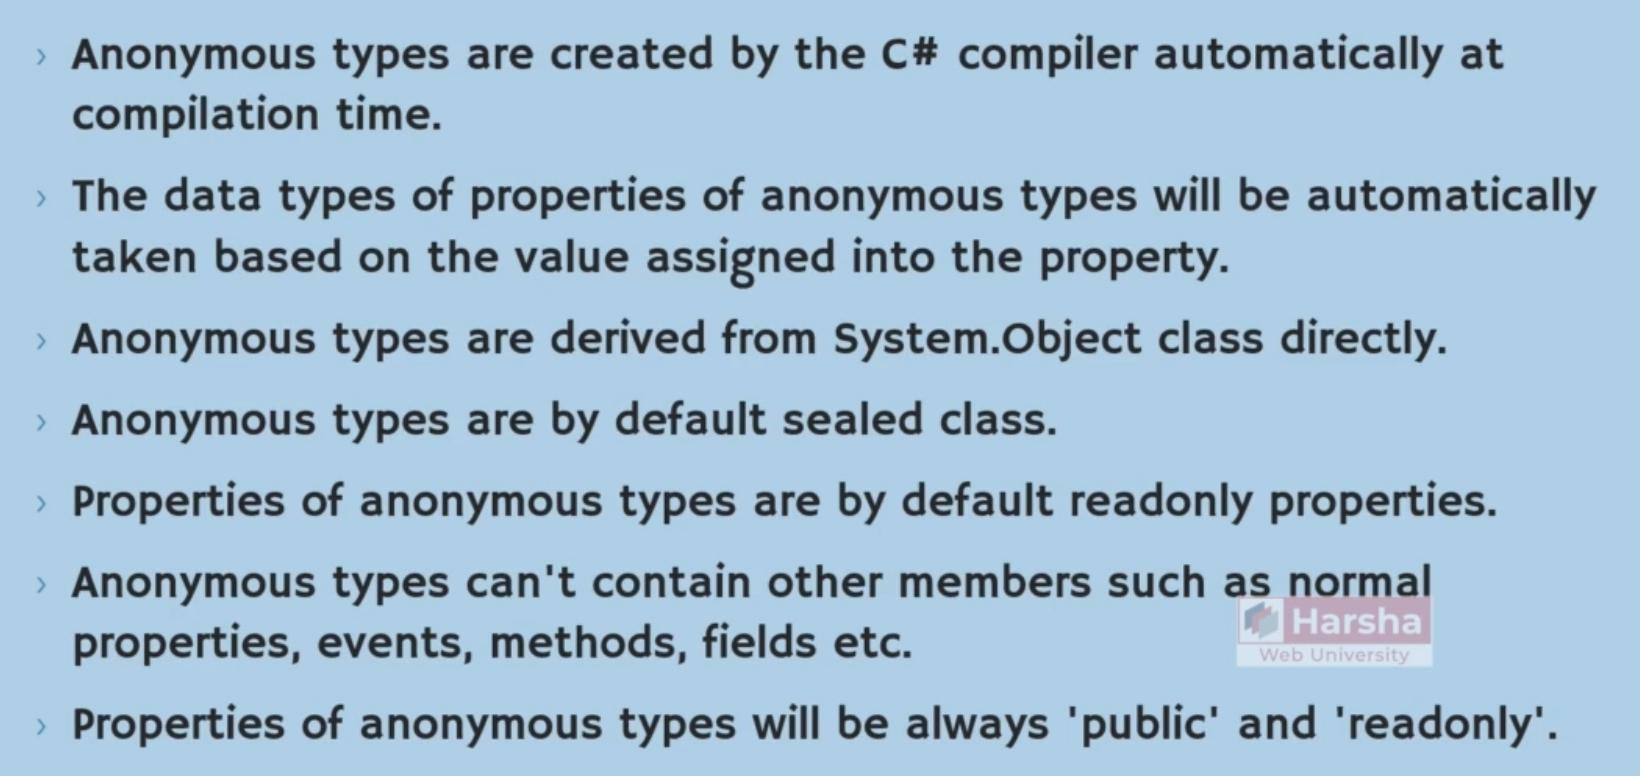 › Anonymous types are created by the C# compiler automatically at
compilation time.
› The data types of properties of anonymous types will be automatically
taken based on the value assigned into the property.
› Anonymous types are derived from System.Object class directly.
› Anonymous types are by default sealed class.
› Properties of anonymous types are by default readonly properties.
› Anonymous types can't contain other members such as normal
properties, events, methods, fields etc.
Harsha
Web University
› Properties of anonymous types will be always 'public' and 'readonly'.